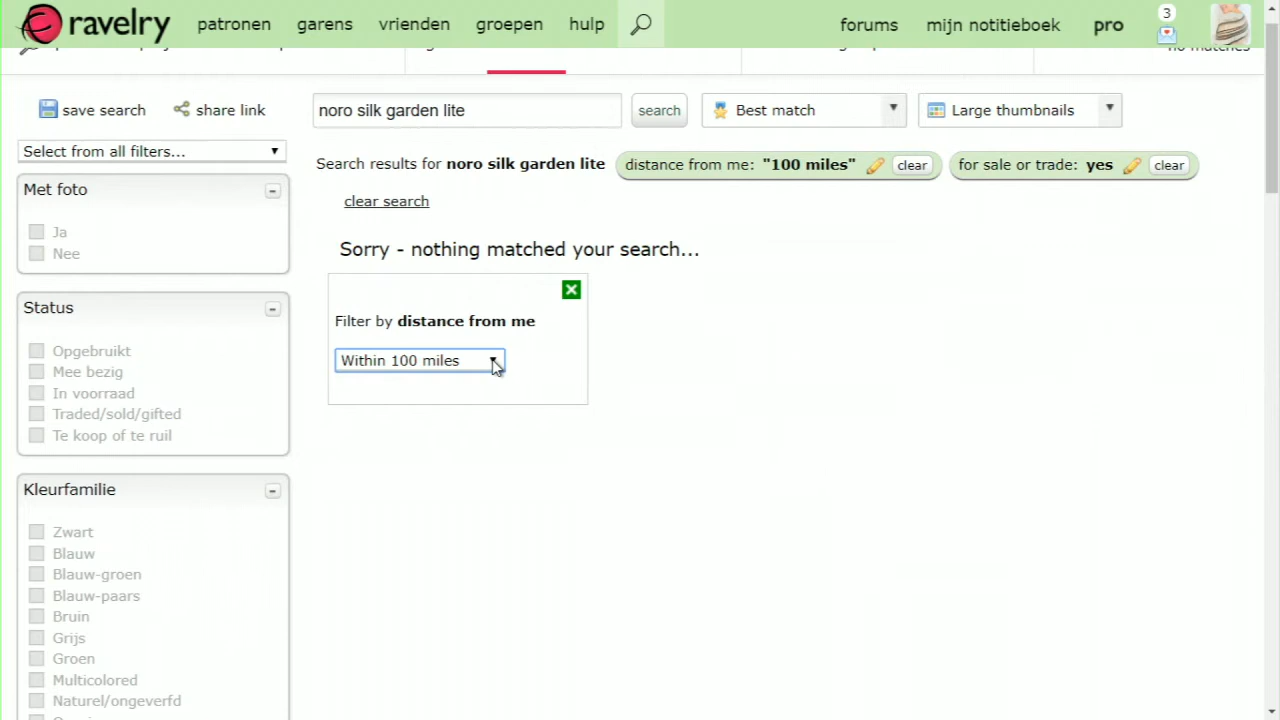 ravelry patronen garens vrienden groepen hulp forums mijn notitieboek pro 3
no matches
save search share link noro silk garden lite search Best match Large thumbnails
Select from all filters...
Search results for noro silk garden lite distance from me: "100 miles" clear for sale or trade: yes clear
clear search
Sorry - nothing matched your search...
Filter by distance from me
Within 100 miles
Met foto
Ja
Nee
Status
Opgebruikt
Mee bezig
In voorraad
Traded/sold/gifted
Te koop of te ruil
Kleurfamilie
Zwart
Blauw
Blauw-groen
Blauw-paars
Bruin
Grijs
Groen
Multicolored
Naturel/ongeverfd